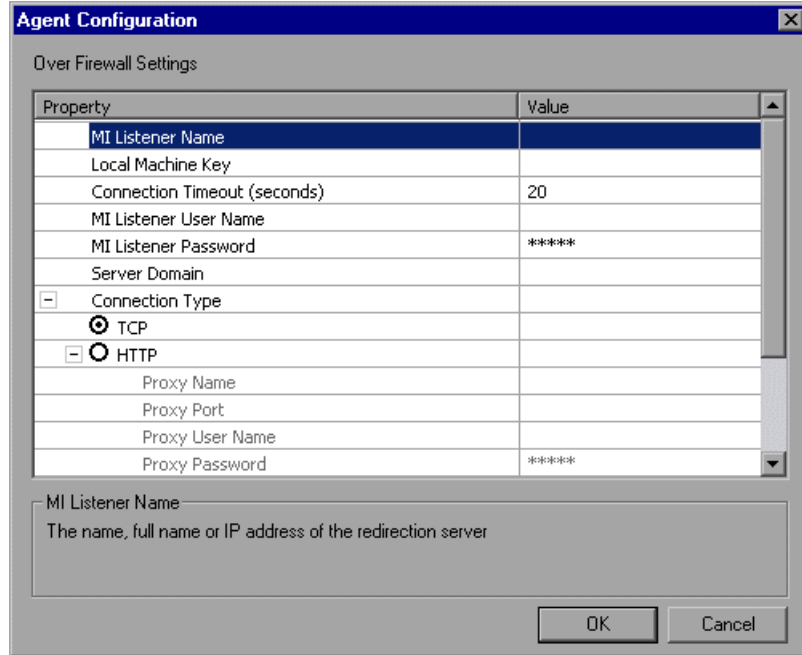 Agent Configuration
Over Firewall Settings
Property Value
MI Listener Name
Local Machine Key
Connection Timeout (seconds) 20
MI Listener User Name
MI Listener Password *****
Server Domain
Connection Type
TCP
HTTP
Proxy Name
Proxy Port
Proxy User Name
Proxy Password *****
MI Listener Name
The name, full name or IP address of the redirection server
OK Cancel